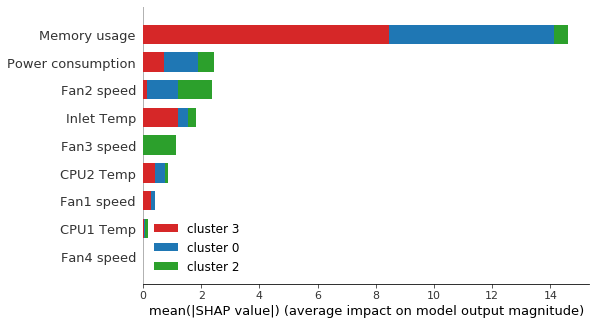 Memory usage
Power consumption
Fan2 speed
Inlet Temp
Fan3 speed
CPU2 Temp
Fan1 speed
CPU1 Temp
Fan4 speed
cluster 3
cluster 0
cluster 2
0 2 4 6 8 10 12 14
mean(|SHAP value|) (average impact on model output magnitude)